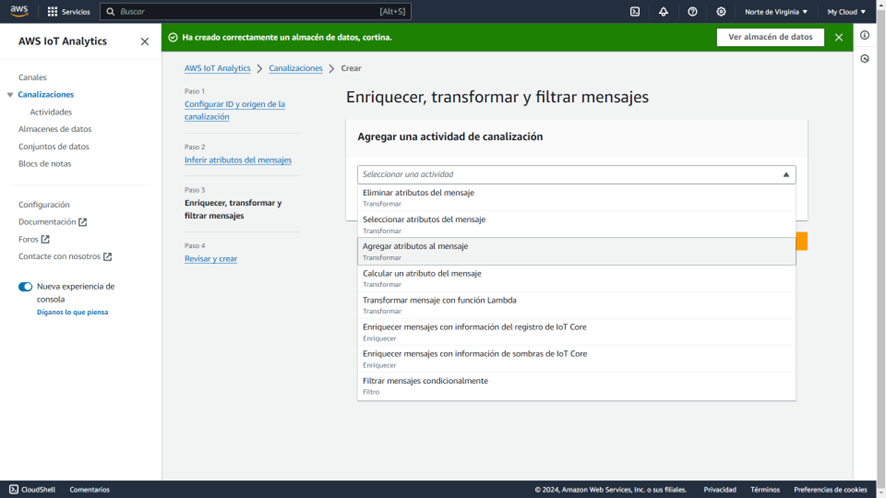 aws
Servicios
Buscar
[Alt+S]
Norte de Virginia
My Cloud
AWS IoT Analytics
Canales
Canalizaciones
Actividades
Almacenes de datos
Conjuntos de datos
Blocs de notas
Configuración
Documentación
Foros
Contacte con nosotros
Nueva experiencia de
consola
Díganos lo que piensa
Ha creado correctamente un almacén de datos, cortina.
Ver almacén de datos
AWS IoT Analytics
Canalizaciones
Crear
Paso 1
Configurar ID y origen de la
canalización
Paso 2
Inferir atributos del mensajes
Paso 3
Enriquecer, transformar y
filtrar mensajes
Paso 4
Revisar y crear
Enriquecer, transformar y filtrar mensajes
Agregar una actividad de canalización
Seleccionar una actividad
Eliminar atributos del mensaje
Transformar
Seleccionar atributos del mensaje
Transformar
Agregar atributos al mensaje
Transformar
Calcular un atributo del mensaje
Transformar
Transformar mensaje con función Lambda
Transformar
Enriquecer mensajes con información del registro de IoT Core
Enriquecer
Enriquecer mensajes con información de sombras de IoT Core
Enriquecer
Filtrar mensajes condicionalmente
Filtro
CloudShell
Comentarios
© 2024, Amazon Web Services, Inc. o sus filiales.
Privacidad
Términos
Preferencias de cookies